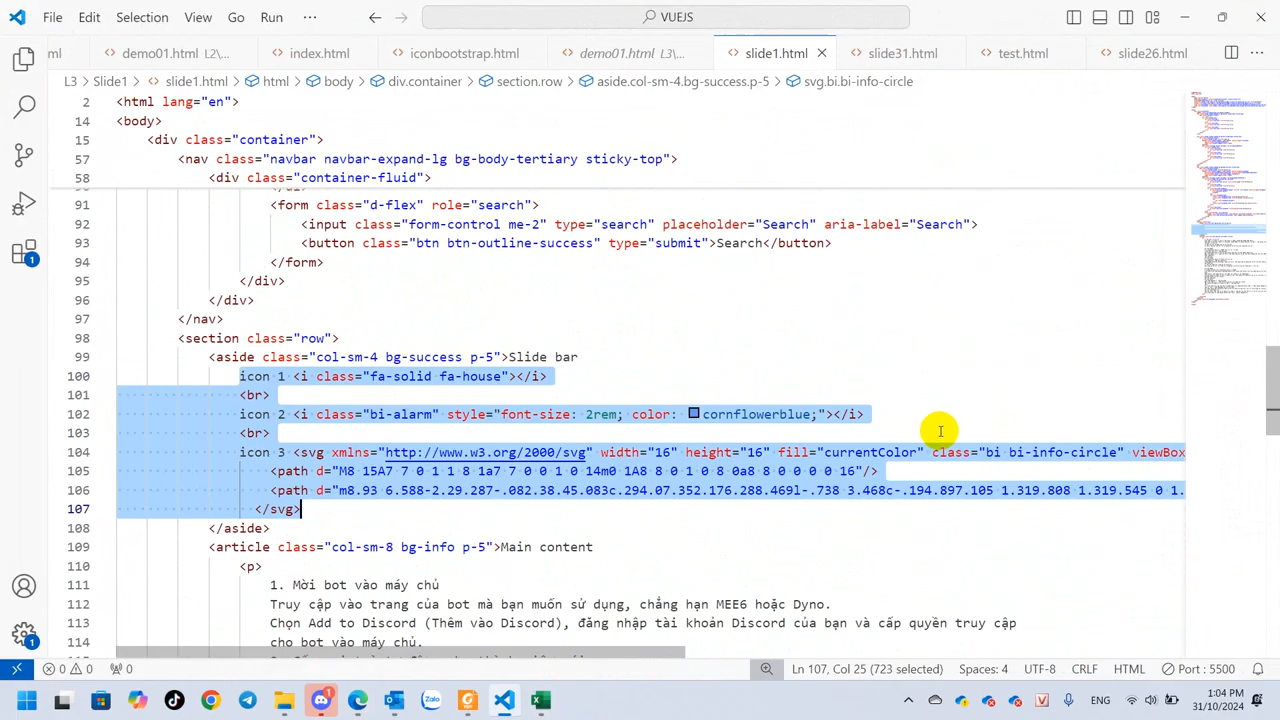 File Edit Selection View Go Run ··· VUEJS
ml demo01.html L2\... index.html iconbootstrap.html demo01.html L3\... slide1.html slide31.html test.html slide26.html
L3 > Slide1 > slide1.html > html > body > div.container > section.row > aside.col-sm-4.bg-success.p-5 > svg.bi.bi-info-circle
2 <html lang="en">
14 <body>
15 <div class="container">
57 <nav class="navbar navbar-expand-lg bg-body-tertiary sticky-top">
58 <div class="container-fluid">
91 <form class="d-flex" role="search">
93 <button class="btn btn-outline-success" type="submit">Search</button>
94 </form>
95 </div>
96 </div>
97 </nav>
98 <section class="row">
99 <aside class="col-sm-4 bg-success p-5">Slide bar
100 icon 1 <i class="fa-solid fa-house"></i>
101 <br>
102 icon 2 <i class="bi-alarm" style="font-size: 2rem; color: cornflowerblue;"></i>
103 <br>
104 icon 3 <svg xmlns="http://www.w3.org/2000/svg" width="16" height="16" fill="currentColor" class="bi bi-info-circle" viewBox
105 <path d="M8 15A7 7 0 1 1 8 1a7 7 0 0 1 0 14m0 1A8 8 0 1 0 8 0a8 8 0 0 0 0 16"/>
106 <path d="m8.93 6.588-2.29.287-.082.38.45.083c.294.07.352.176.288.469l-.738 3.468c-.194.897.105 1.319.808 1.319.545 0 1.
107 </svg>
108 </aside>
109 <article class="col-sm-8 bg-info p-5">Main content
110 <p>
111 1. Mời bot vào máy chủ
112 Truy cập vào trang của bot mà bạn muốn sử dụng, chẳng hạn MEE6 hoặc Dyno.
113 Chọn Add to Discord (Thêm vào Discord), đăng nhập tài khoản Discord của bạn và cấp quyền truy cập
114 cho bot vào máy chủ.
0 0 0 Ln 107, Col 25 (723 selected) Spaces: 4 UTF-8 CRLF HTML Port : 5500
ENG 1:04 PM
31/10/2024